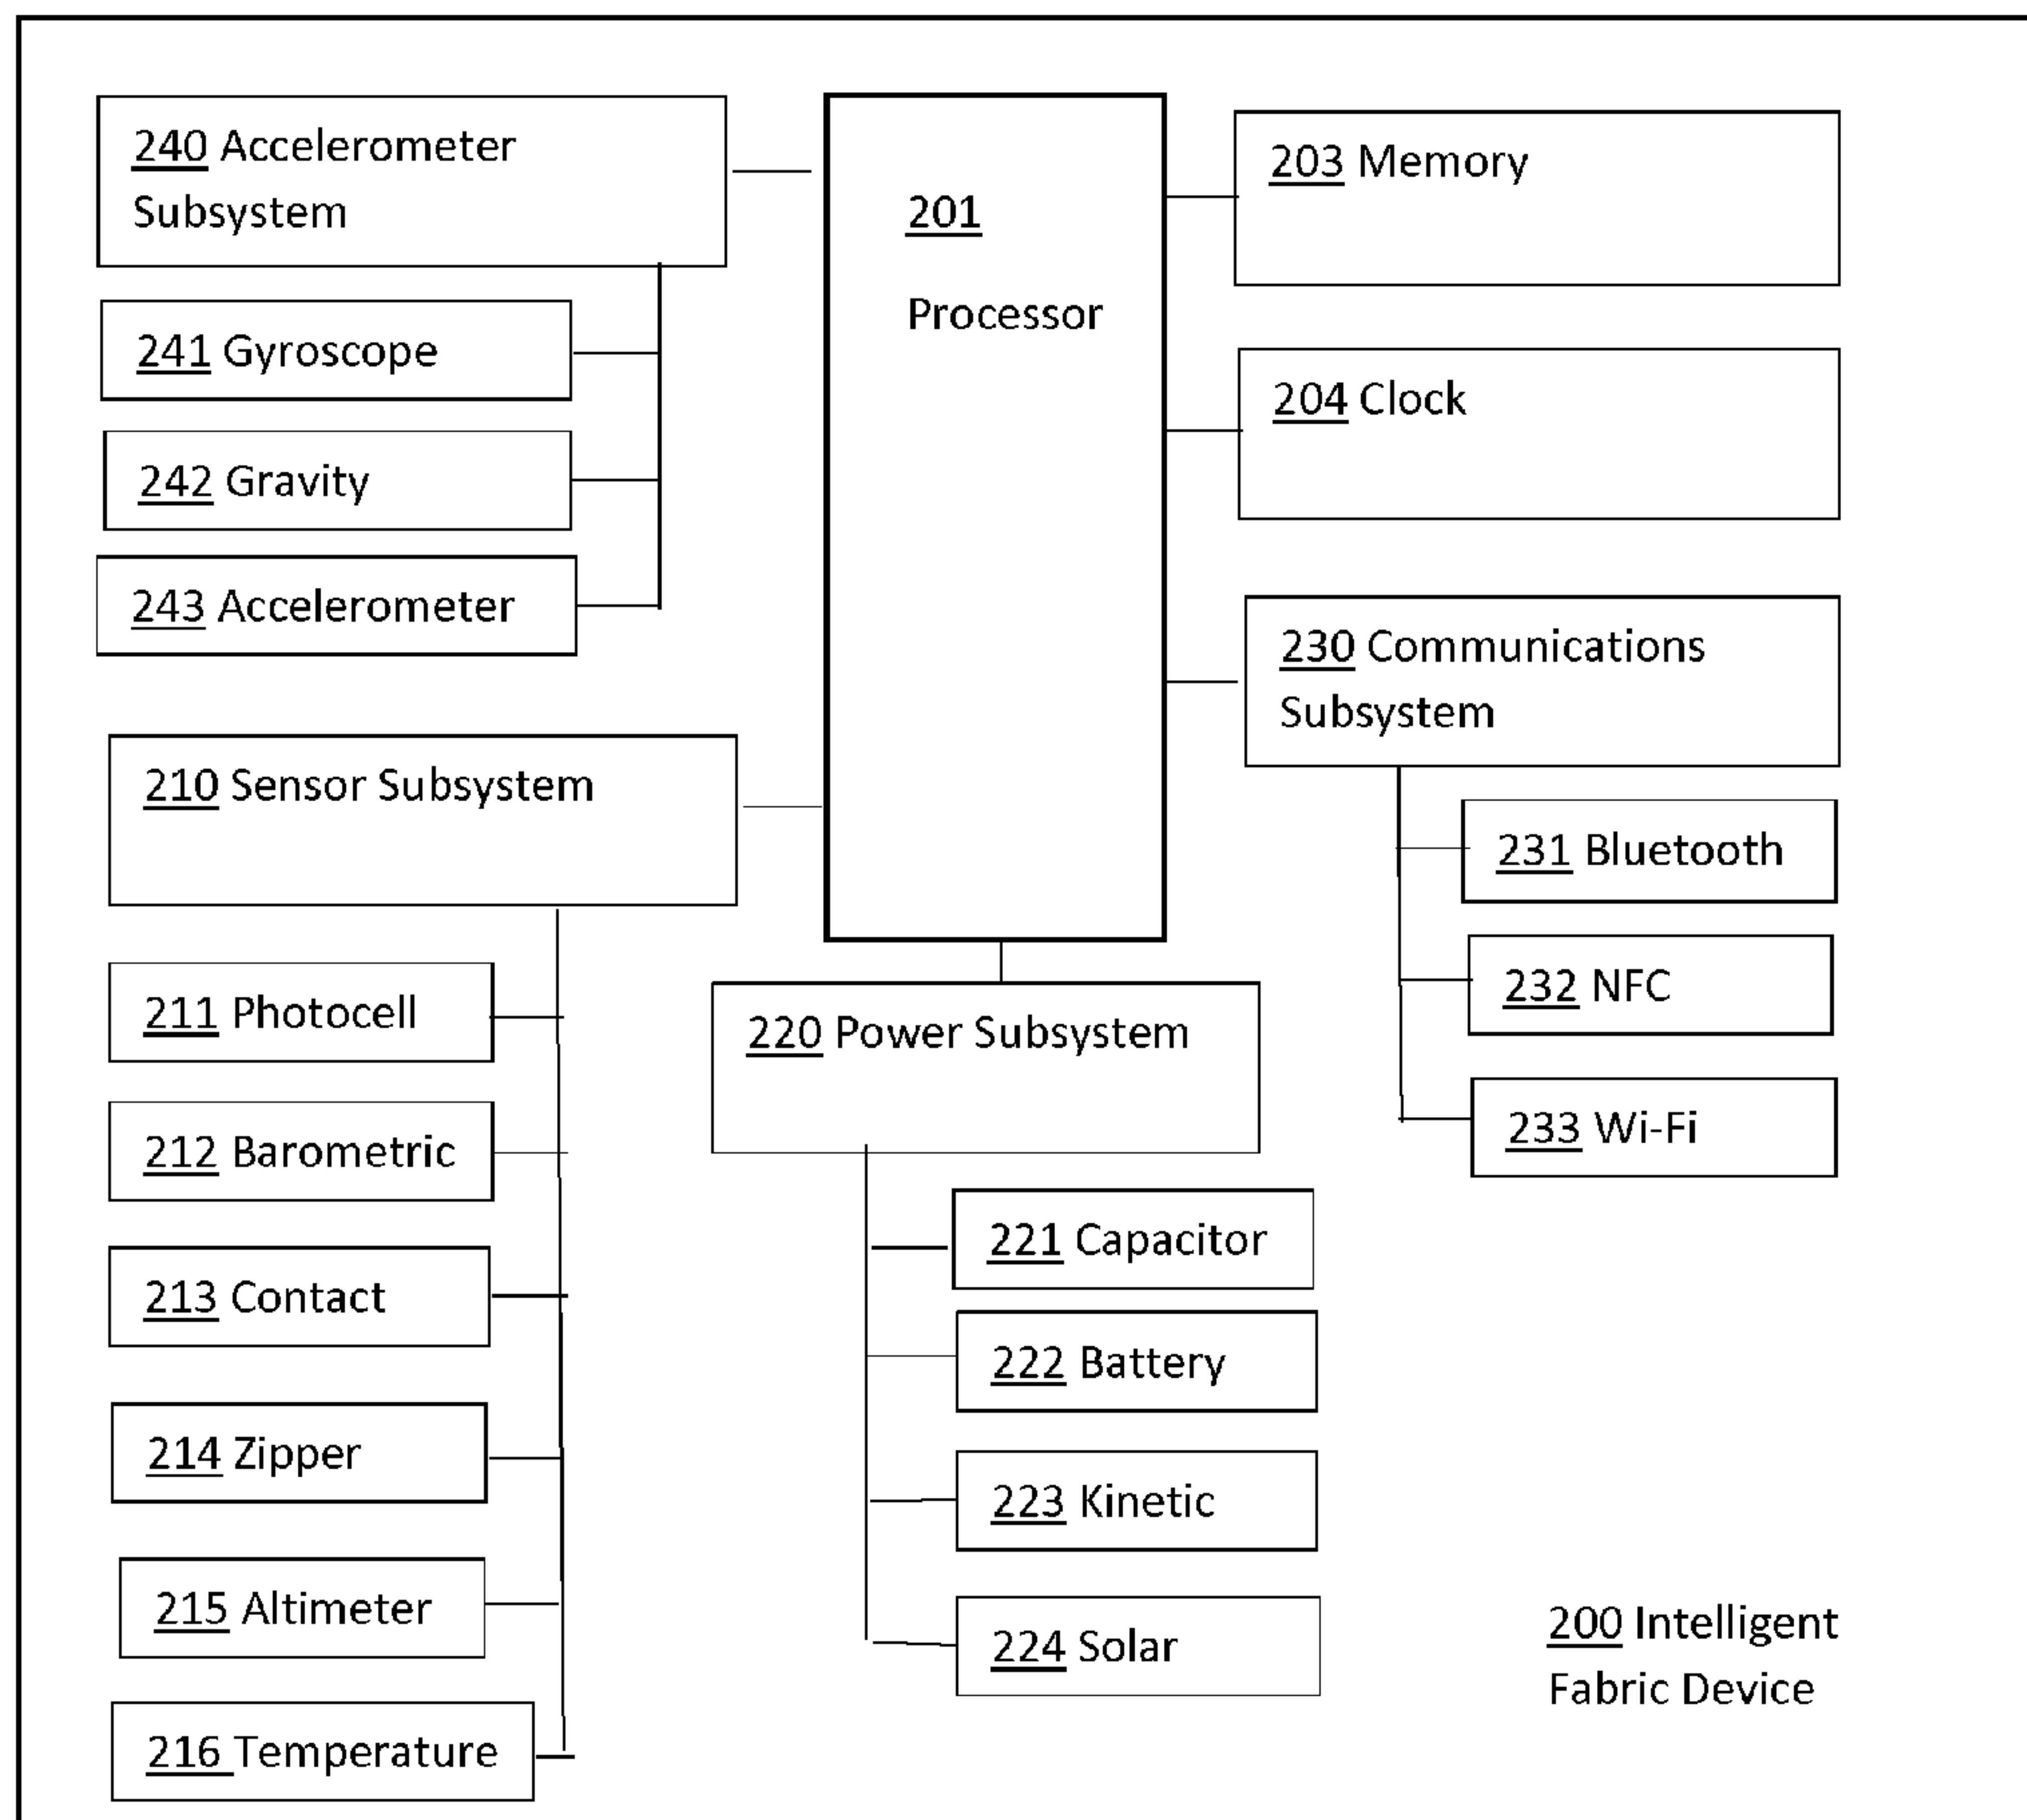 240 Accelerometer
Subsystem
241 Gyroscope
242 Gravity
243 Accelerometer
210 Sensor Subsystem
211 Photocell
212 Barometric
213 Contact
214 Zipper
215 Altimeter
216 Temperature
201
Processor
220 Power Subsystem
221 Capacitor
222 Battery
223 Kinetic
224 Solar
203 Memory
204 Clock
230 Communications
Subsystem
231 Bluetooth
232 NFC
233 Wi-Fi
200 Intelligent
Fabric Device